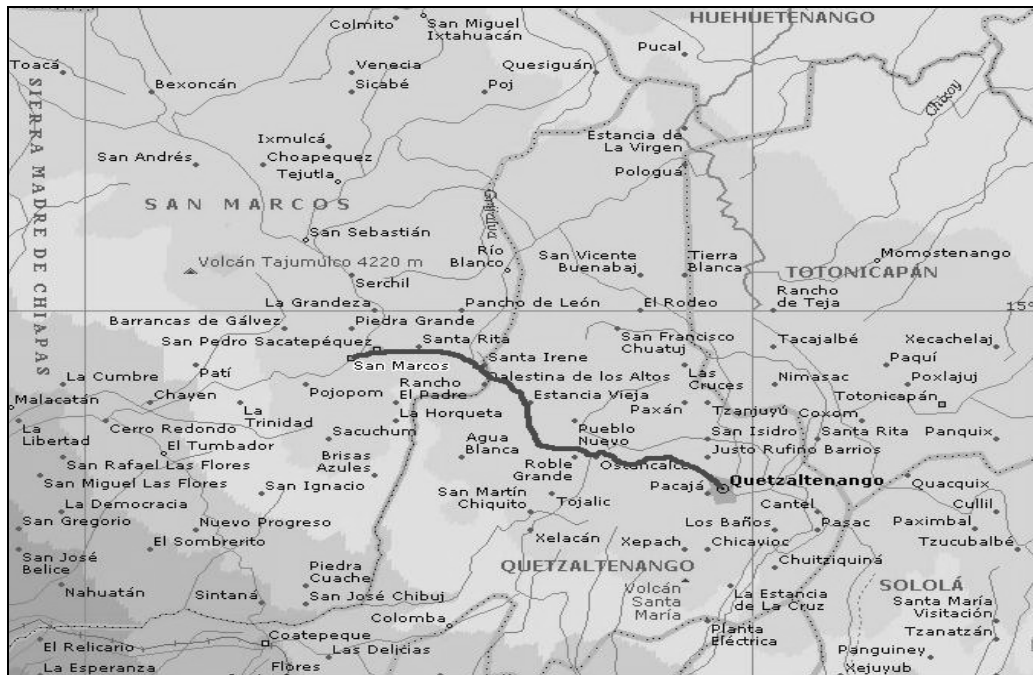 HUEHUETENANGO
Colmito
San Miguel
Ixtahuacán
Pucal
Toacá
Venecia
Quesiguán
Bexoncán
Sicabé
Poj
Chixoy
SIERRA MADRE DE CHIAPAS
Ixmulcá
Estancia de
La Virgen
San Andrés
Choapequez
Tejutla
Pologuá
SAN MARCOS
Grijalva
San Sebastián
Río
Blanco
San Vicente
Buenabaj
Tierra
Blanca
Momostenango
Volcán Tajumulco 4220 m
TOTONICAPÁN
Serchil
Rancho
de Teja
La Grandeza
Pancho de León
El Rodeo
15°
Barrancas de Gálvez
Piedra Grande
San Pedro Sacatepéquez
Santa Rita
San Francisco
Chuatuj
Tacajalbé
Xecachelaj
San Marcos
Santa Irene
Paquí
Patí
Palestina de los Altos
Las
Cruces
Nimasac
Poxlajuj
La Cumbre
Pojopom
Rancho
El Padre
Estancia Vieja
Totonicapán
Malacatán
Chayen
La
Trinidad
La Horqueta
Paxán
Tzanjuyú
Coxom
La
Libertad
Cerro Redondo
Sacuchum
Pueblo
Nuevo
San Isidro
Santa Rita
Panquix
El Tumbador
Agua
Blanca
San Rafael Las Flores
Brisas
Azules
Roble
Grande
Ostuncalco
Justo Rufino Barrios
San Miguel Las Flores
San Ignacio
San Martín
Chiquito
Tojalic
Pacajá
Quetzaltenango
Quacquix
La Democracia
Cantel
Cullil
San Gregorio
Nuevo Progreso
Los Baños
Pasac
Paximbal
El Sombrerito
Xelacán
Xepach
Chicavioc
Tzucubalbé
San José
Belice
Piedra
Cuache
QUETZALTENANGO
Chuitziquiná
Nahuatán
Sintaná
San José Chibuj
Volcán
Santa
María
La Estancia
de La Cruz
SOLOLÁ
Santa María
Visitación
Colomba
Coatepeque
Planta
Eléctrica
Tzanatzán
El Relicario
Las Delicias
Panguiney
La Esperanza
Flores
Xejuyub